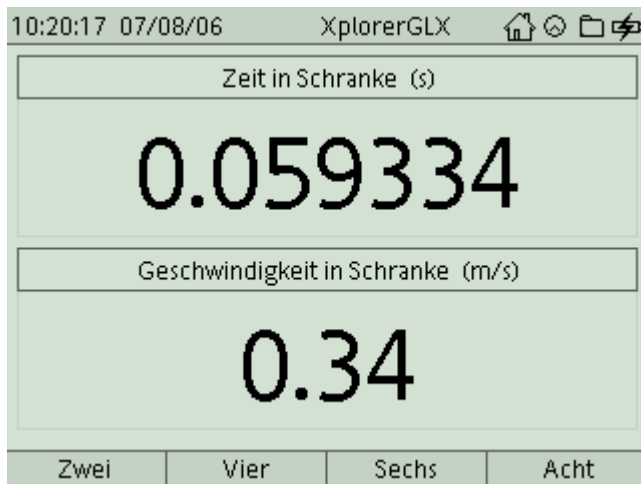 10:20:17 07/08/06 XplorerGLX
Zeit in Schranke (s)
0.059334
Geschwindigkeit in Schranke (m/s)
0.34
Zwei Vier Sechs Acht